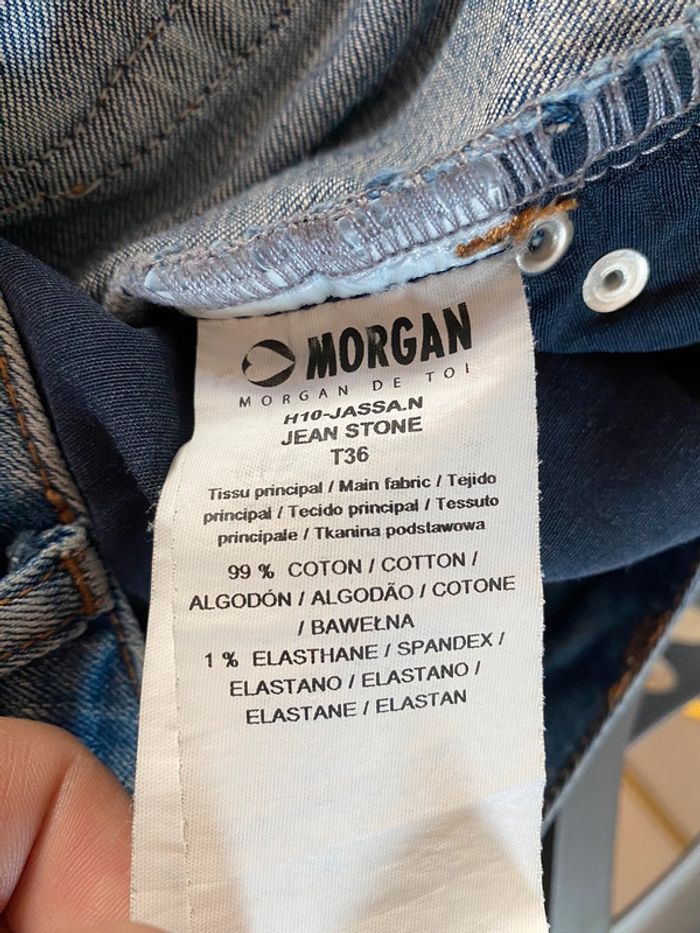 MORGAN
MORGAN DE TOI
H10-JASSA.N
JEAN STONE
T36
Tissu principal / Main fabric / Tejido
principal / Tecido principal / Tessuto
principale / Tkanina podstawowa
99 % COTON / COTTON /
ALGODÓN / ALGODÃO / COTONE
/ BAWEŁNA
1 % ELASTHANE / SPANDEX /
ELASTANO / ELASTANO /
ELASTANE / ELASTAN